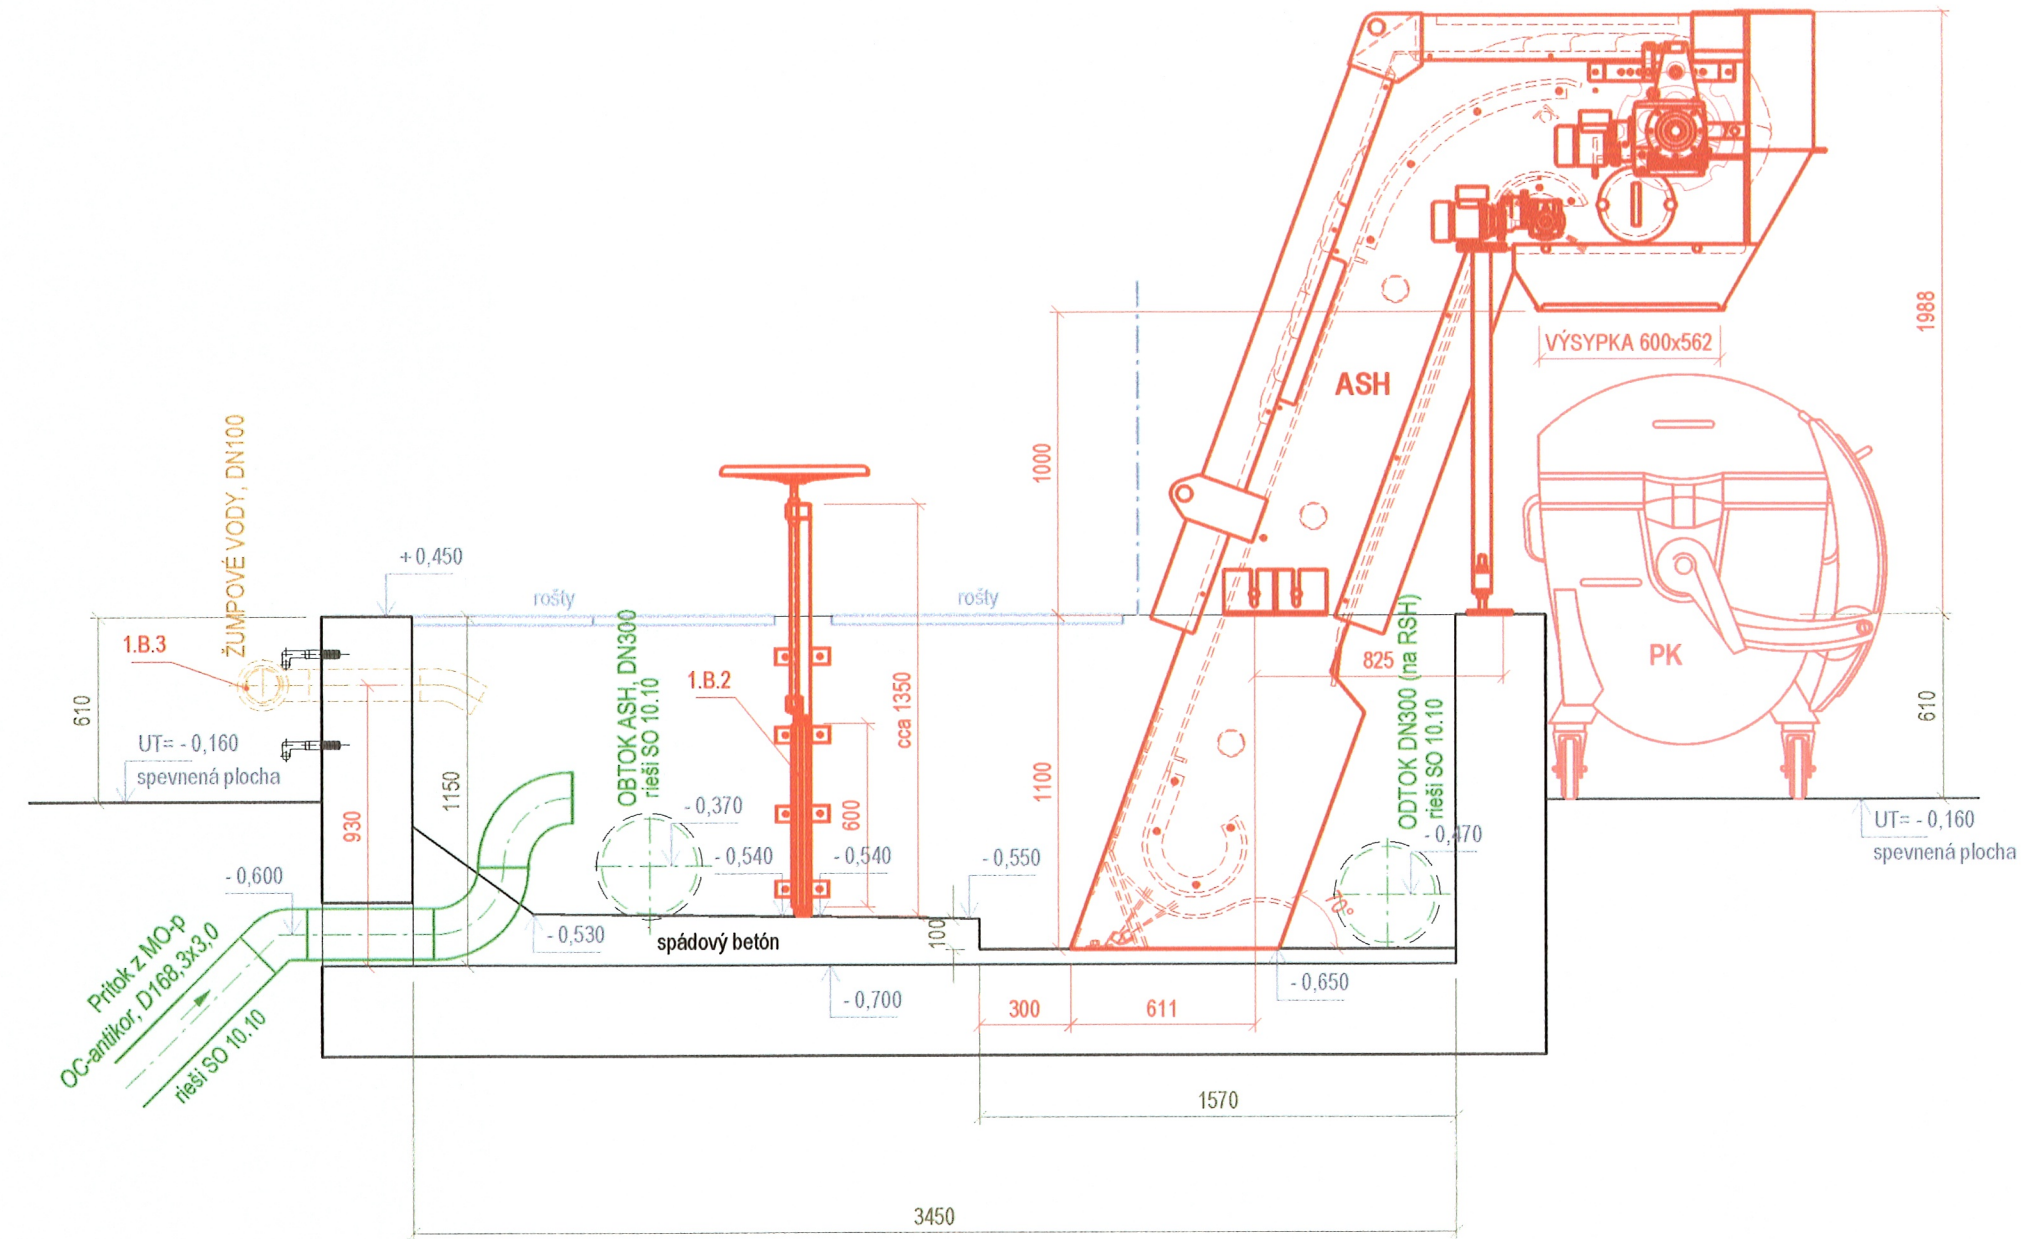 1988
VÝSYPKA 600x562
ASH
ŽUMPOVÉ VODY, DN100
1000
+ 0,450
rošty
rošty
1.B.3
OBTOK ASH, DN300
rieši SO 10.10
1.B.2
cca 1350
825
ODTOK DN300 (na RSH)
rieši SO 10.10
PK
610
610
UT= - 0,160
spevnená plocha
930
1150
600
1100
- 0,370
- 0,540
- 0,540
- 0,550
- 0,470
UT= - 0,160
spevnená plocha
- 0,600
70°
Prítok z MO-p
OC-antikor, D168,3x3,0
rieši SO 10.10
- 0,530
spádový betón
100
- 0,700
- 0,650
300
611
1570
3450